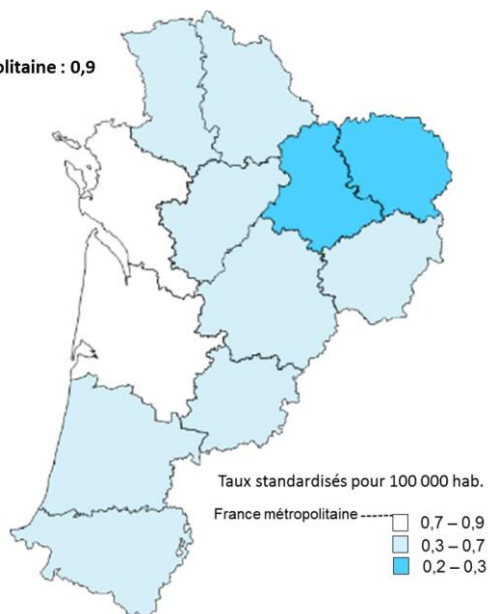 olitaine : 0,9
Taux standardisés pour 100 000 hab.
France métropolitaine ------
0,7 – 0,9
0,3 – 0,7
0,2 – 0,3